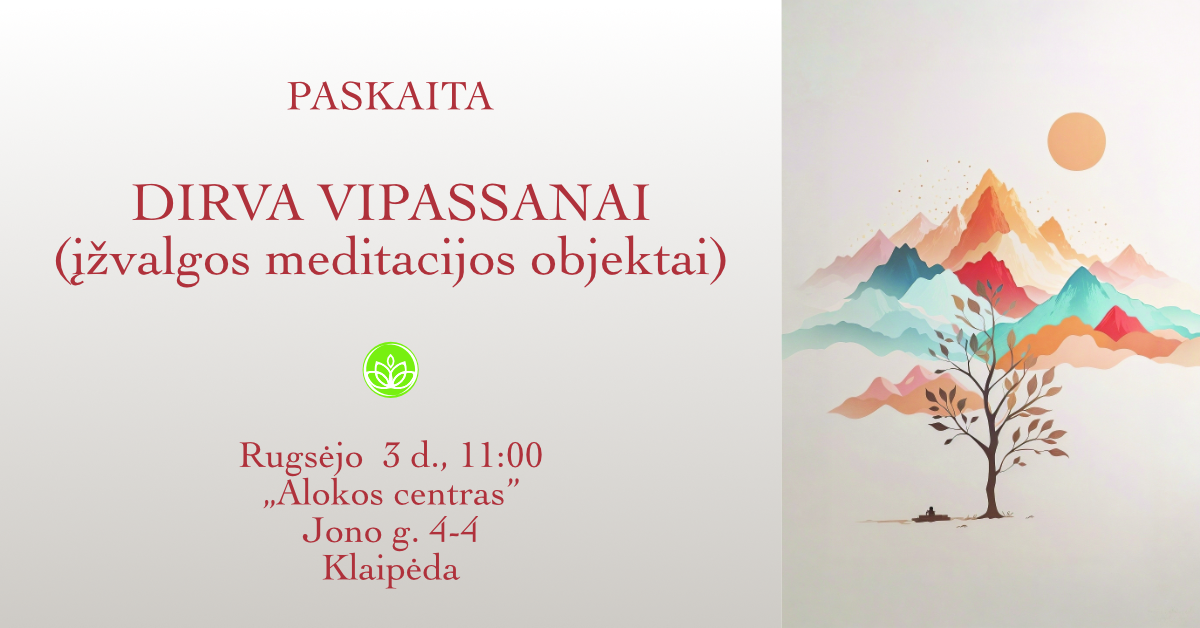 PASKAITA
DIRVA VIPASSANAI
(įžvalgos meditacijos objektai)
Rugsėjo 3 d., 11:00
„Alokos centras”
Jono g. 4-4
Klaipėda